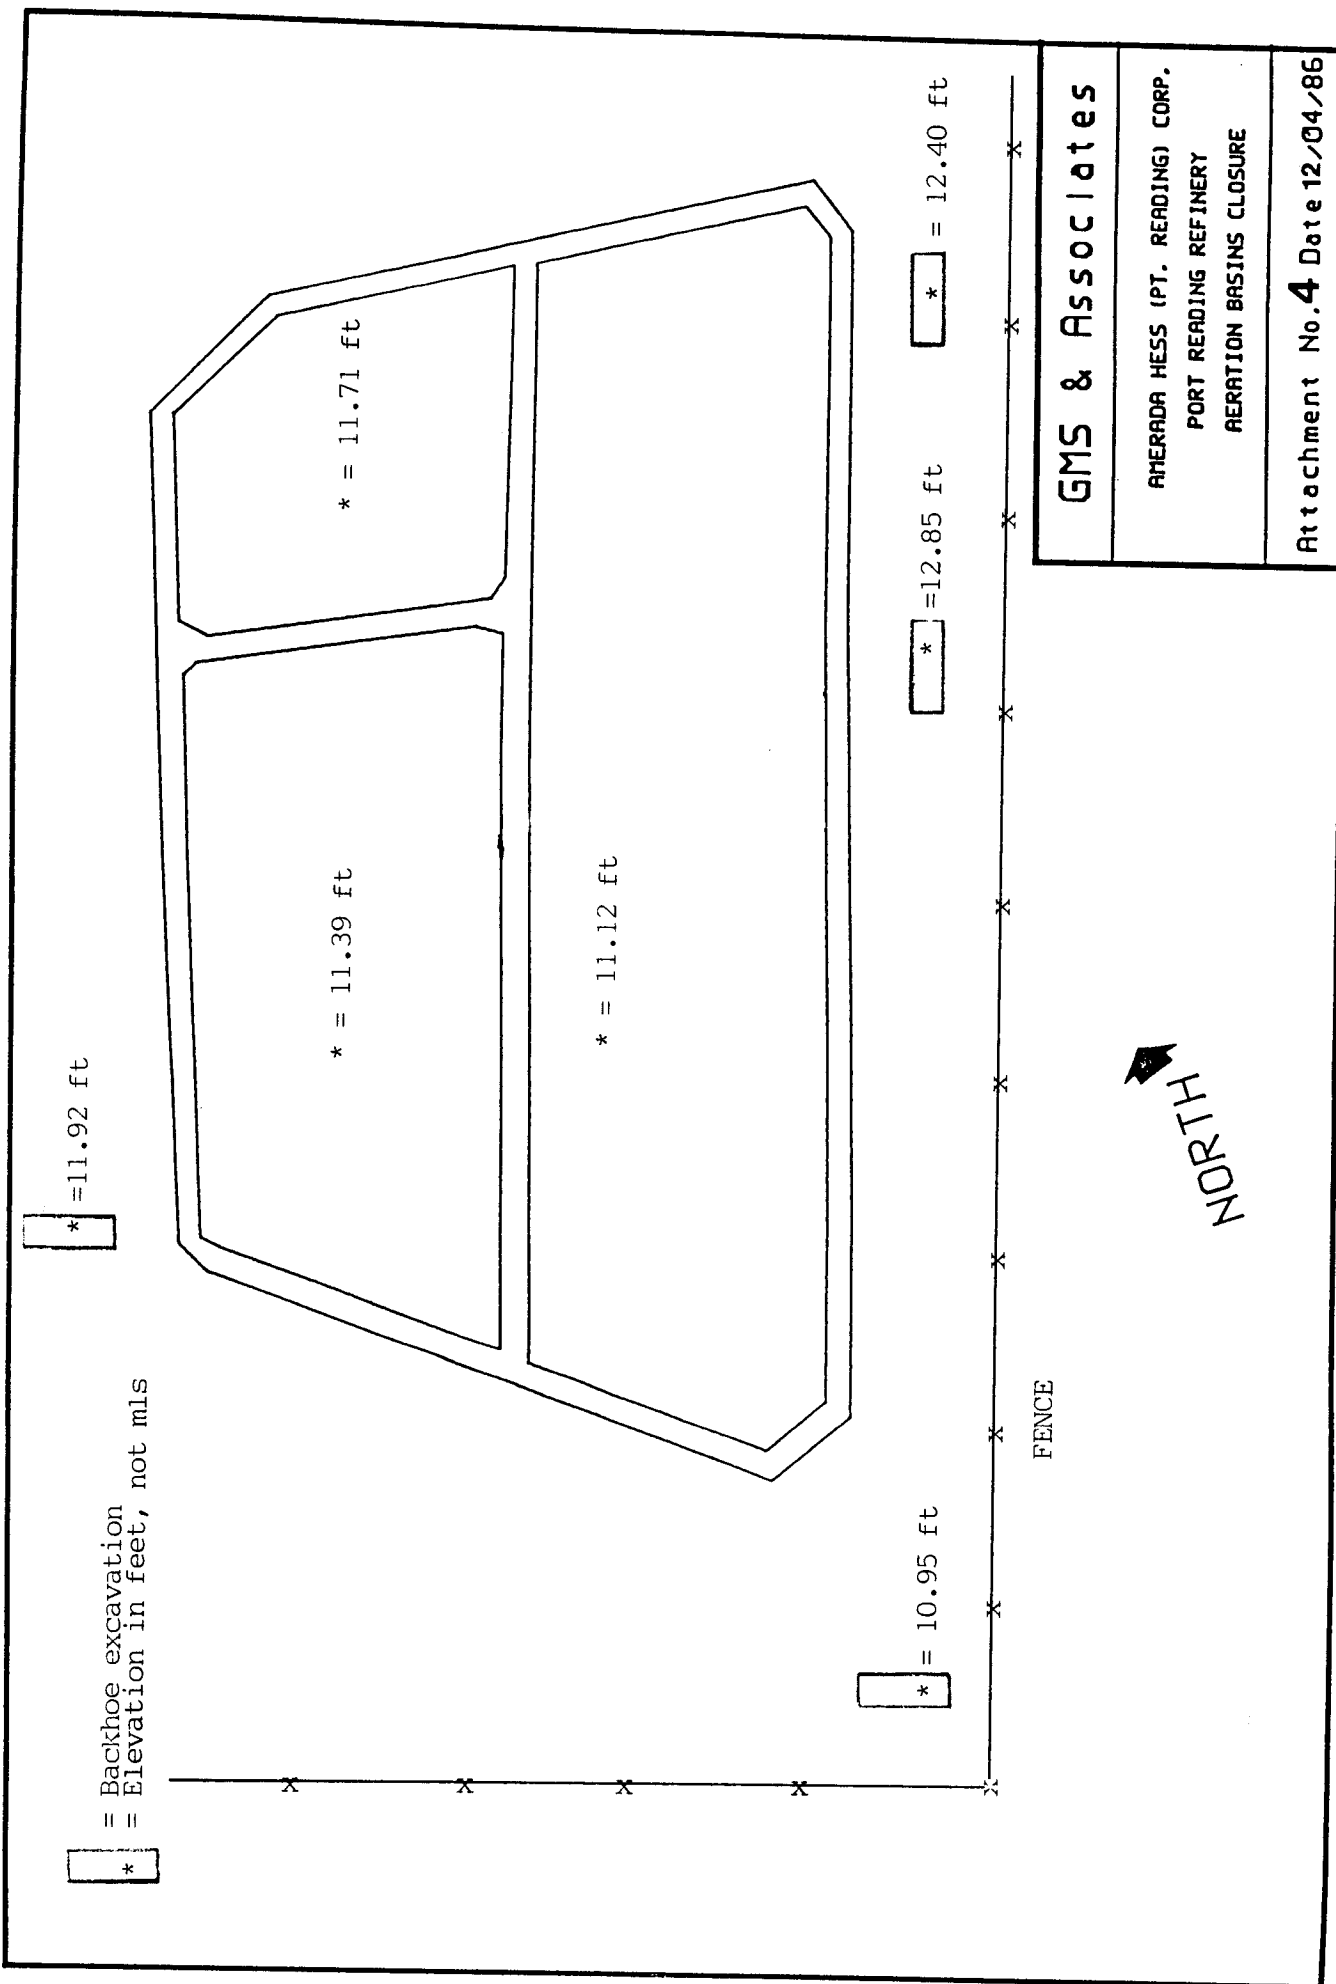 * = Backhoe excavation
= Elevation in feet, not mls
* =11.92 ft
* = 11.39 ft
* = 11.71 ft
* = 11.12 ft
* = 10.95 ft
* =12.85 ft
* = 12.40 ft
FENCE
NORTH
GMS & Associates
AMERADA HESS (PT. READING) CORP.
PORT READING REFINERY
AERATION BASINS CLOSURE
Attachment No.4 Date 12/04/86